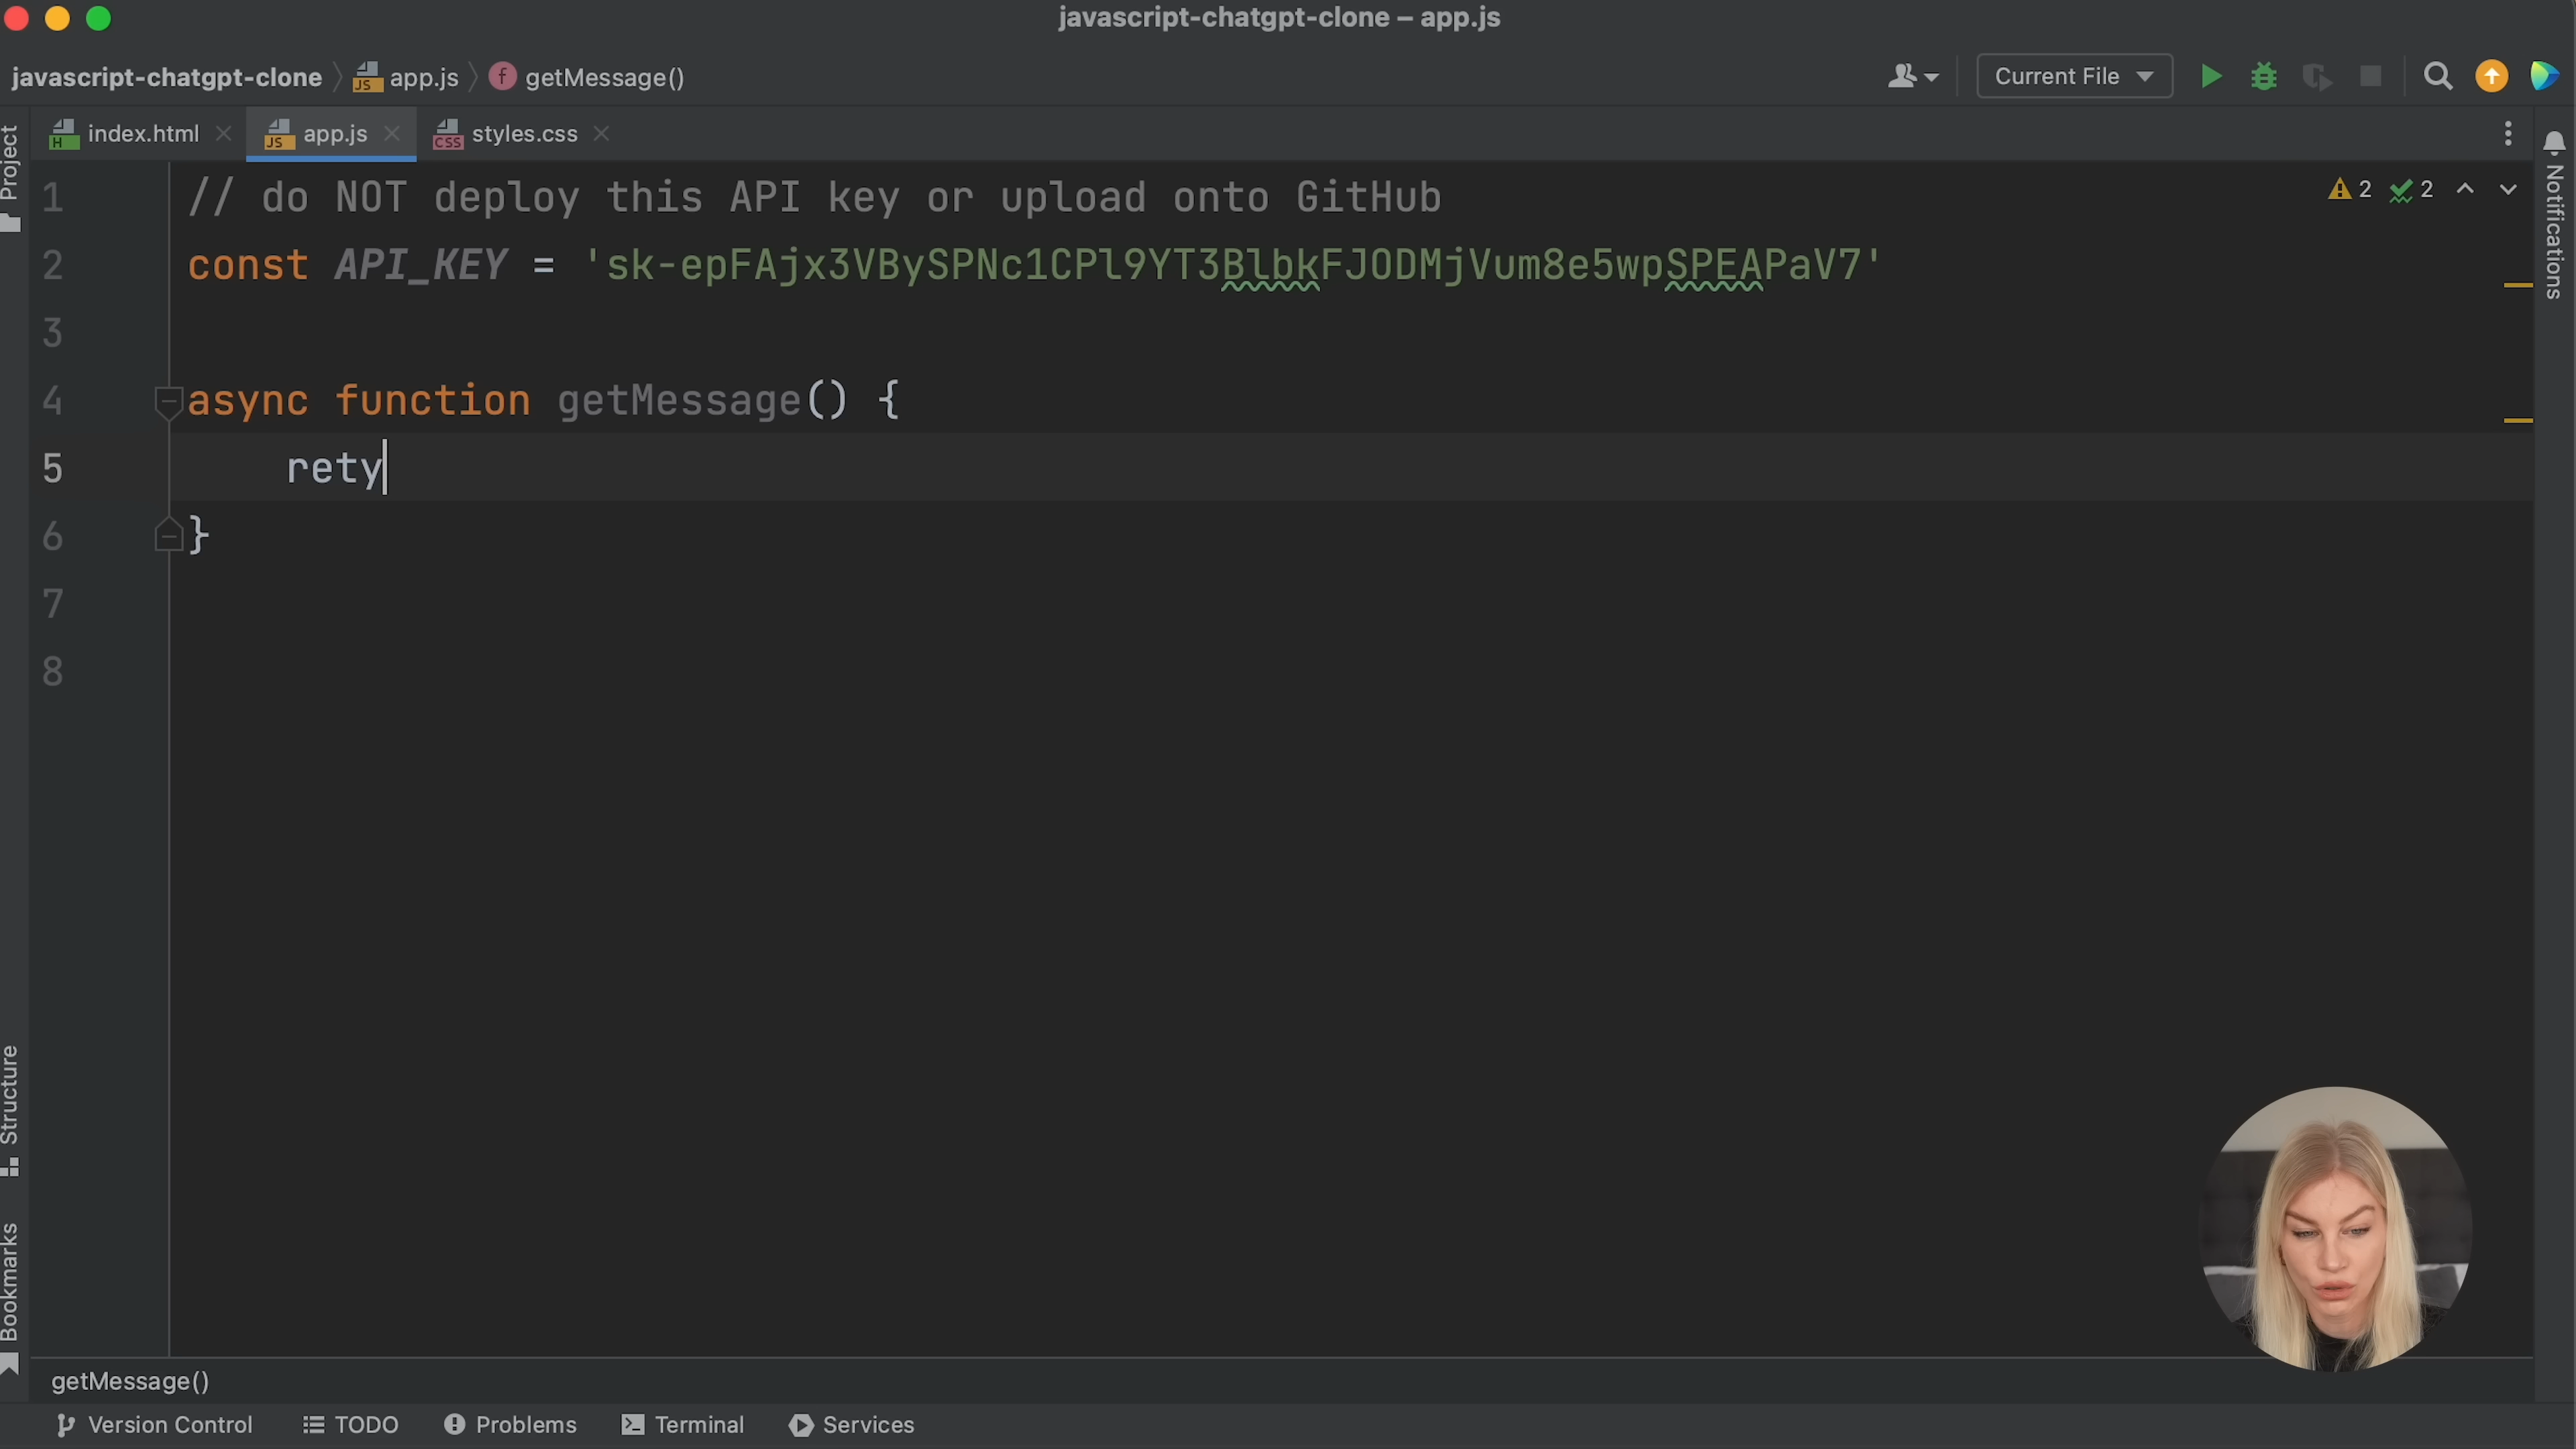 javascript-chatgpt-clone – app.js
javascript-chatgpt-clone app.js f getMessage()
Current File
index.html app.js styles.css
Project
Notifications
2 2
1 // do NOT deploy this API key or upload onto GitHub
2 const API_KEY = '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'
3
4 async function getMessage() {
5 rety
6 }
7
8
Structure
Bookmarks
getMessage()
Version Control TODO Problems Terminal Services